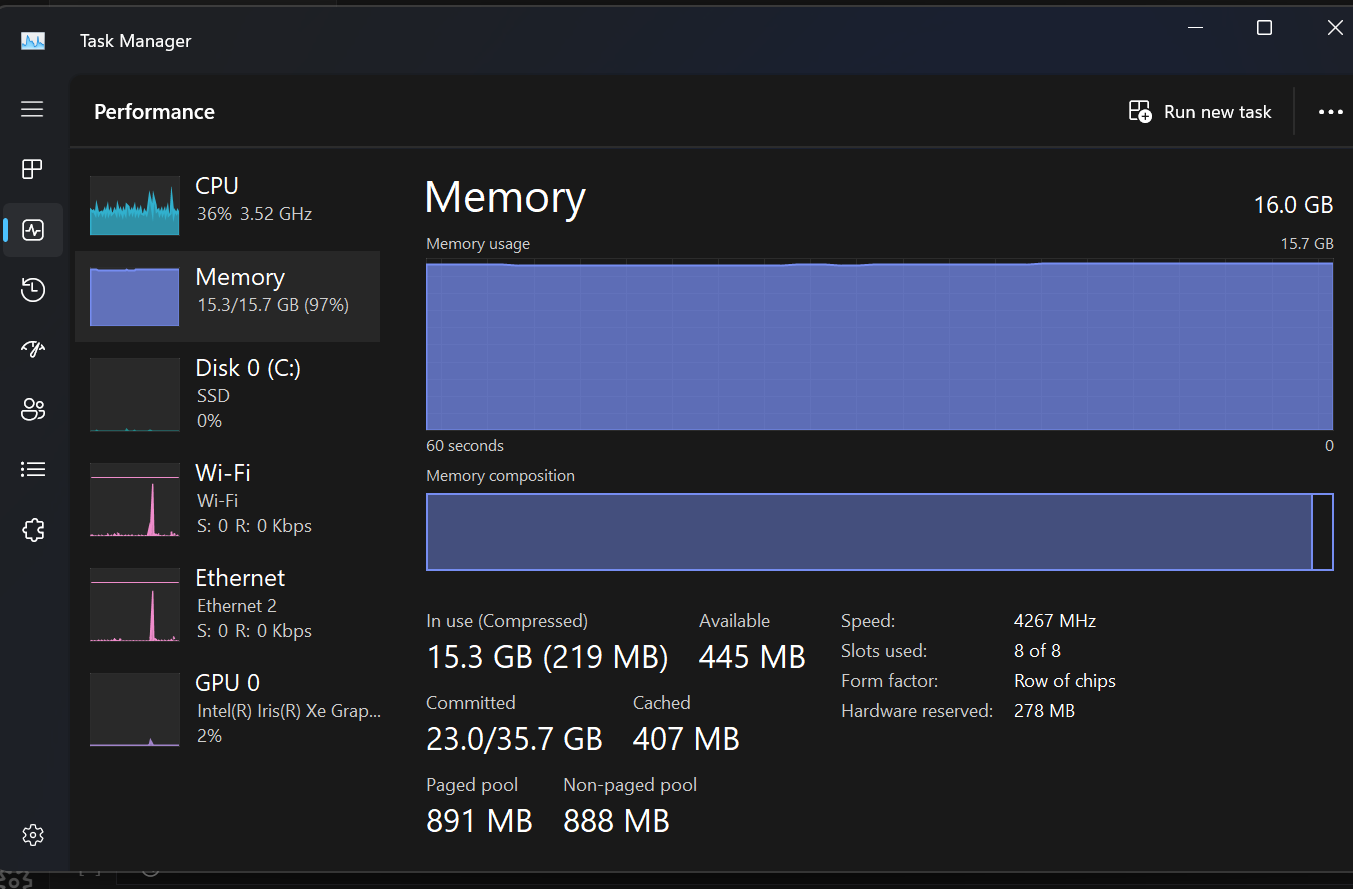 Task Manager
Performance
Run new task
CPU
36% 3.52 GHz
Memory
15.3/15.7 GB (97%)
Disk 0 (C:)
SSD
0%
Wi-Fi
Wi-Fi
S: 0 R: 0 Kbps
Ethernet
Ethernet 2
S: 0 R: 0 Kbps
GPU 0
Intel(R) Iris(R) Xe Grap...
2%
Memory
16.0 GB
Memory usage
15.7 GB
60 seconds
0
Memory composition
In use (Compressed)
15.3 GB (219 MB)
Available
445 MB
Committed
23.0/35.7 GB
Cached
407 MB
Paged pool
891 MB
Non-paged pool
888 MB
Speed: 4267 MHz
Slots used: 8 of 8
Form factor: Row of chips
Hardware reserved: 278 MB